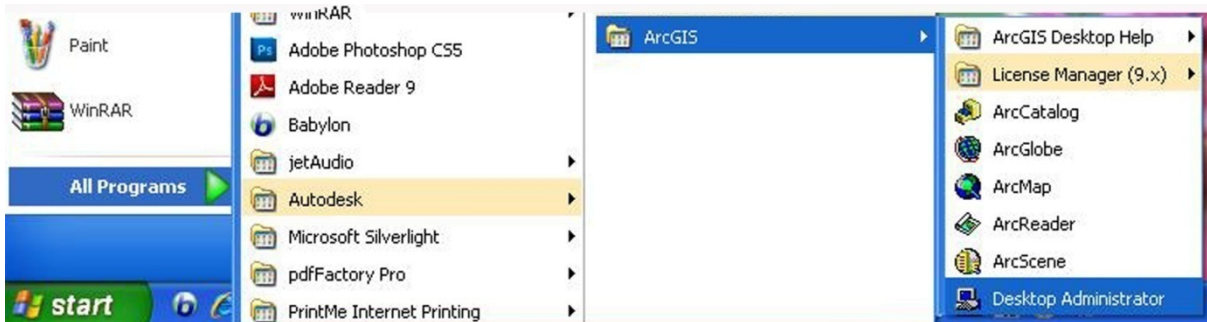 Paint
WinRAR
All Programs
start
WinRAR
Adobe Photoshop CS5
Adobe Reader 9
Babylon
jetAudio
Autodesk
Microsoft Silverlight
pdfFactory Pro
PrintMe Internet Printing
ArcGIS
ArcGIS Desktop Help
License Manager (9.x)
ArcCatalog
ArcGlobe
ArcMap
ArcReader
ArcScene
Desktop Administrator